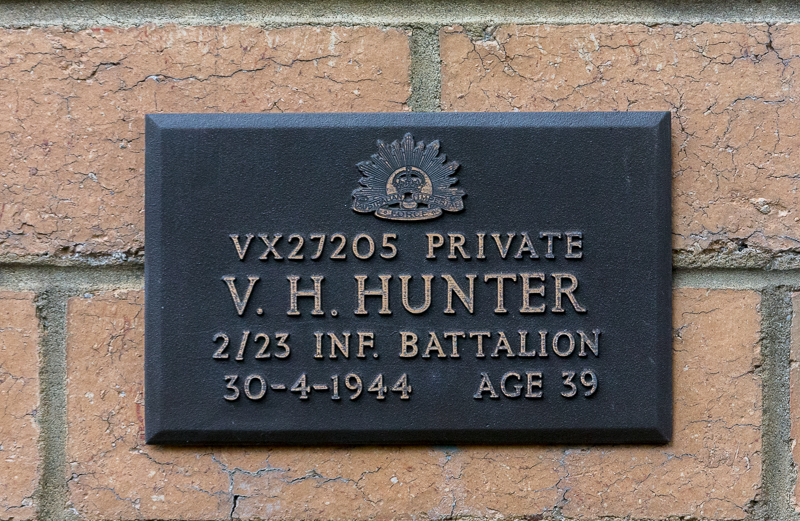 VX27205 PRIVATE
V. H. HUNTER
2/23 INF. BATTALION
30-4-1944 AGE 39